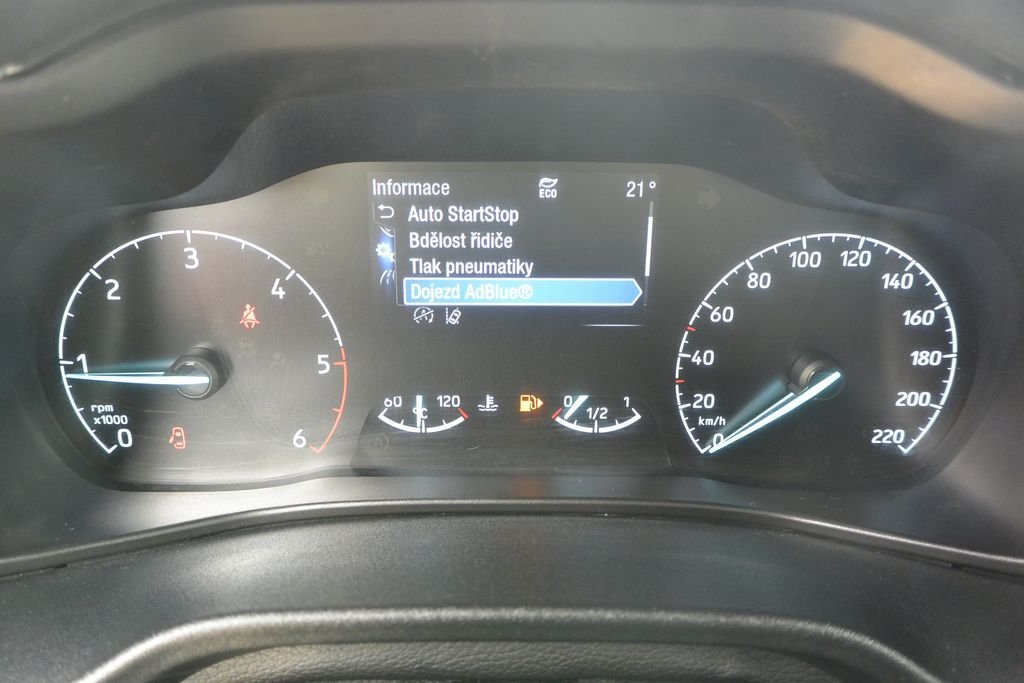 Informace
ECO
21°
Auto StartStop
Bdělost řidiče
Tlak pneumatiky
Dojezd AdBlue®
0
1
2
3
4
5
6
rpm
x1000
60
°C
120
0
1/2
1
0
20
40
60
80
100
120
140
160
180
200
220
km/h